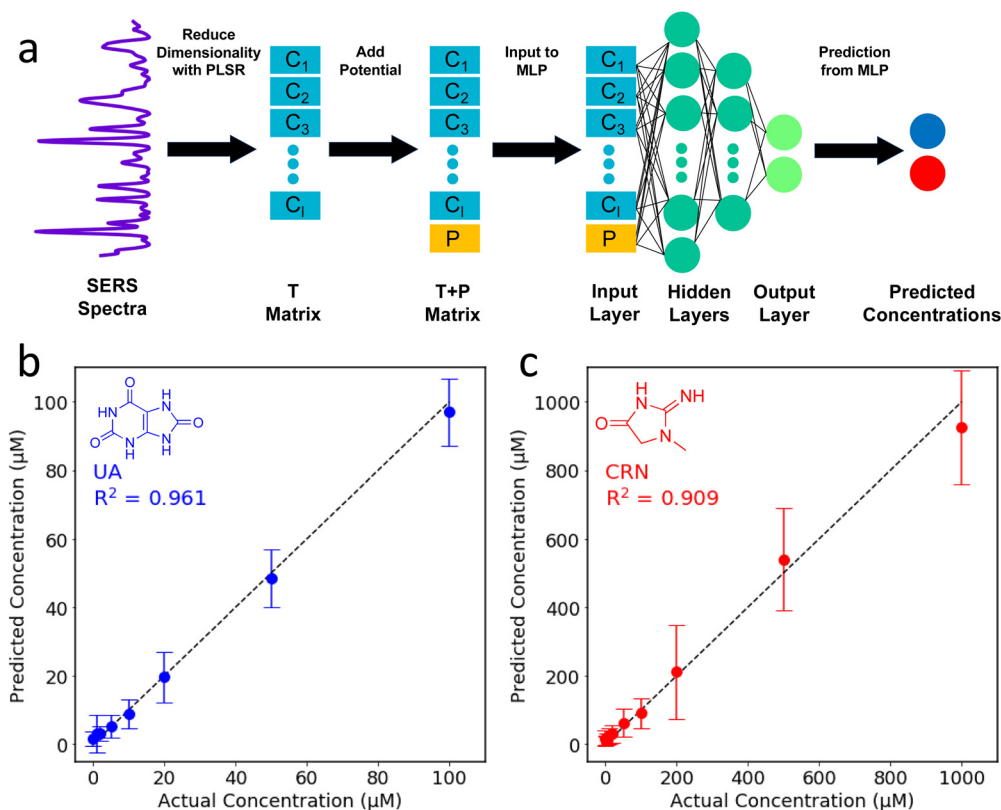 a
Reduce
Dimensionality
with PLSR
Add
Potential
Input to
MLP
Prediction
from MLP
C1
C2
C3
Cl
C1
C2
C3
Cl
P
C1
C2
C3
Cl
P
SERS
Spectra
T
Matrix
T+P
Matrix
Input
Layer
Hidden
Layers
Output
Layer
Predicted
Concentrations
b
Predicted Concentration (μM)
100
80
60
40
20
0
O
H
N
HN
O
O
N
H
N
H
UA
R² = 0.961
0
20
40
60
80
100
Actual Concentration (μM)
c
Predicted Concentration (μM)
1000
800
600
400
200
0
H
N
NH
O
N
CRN
R² = 0.909
0
200
400
600
800
1000
Actual Concentration (μM)